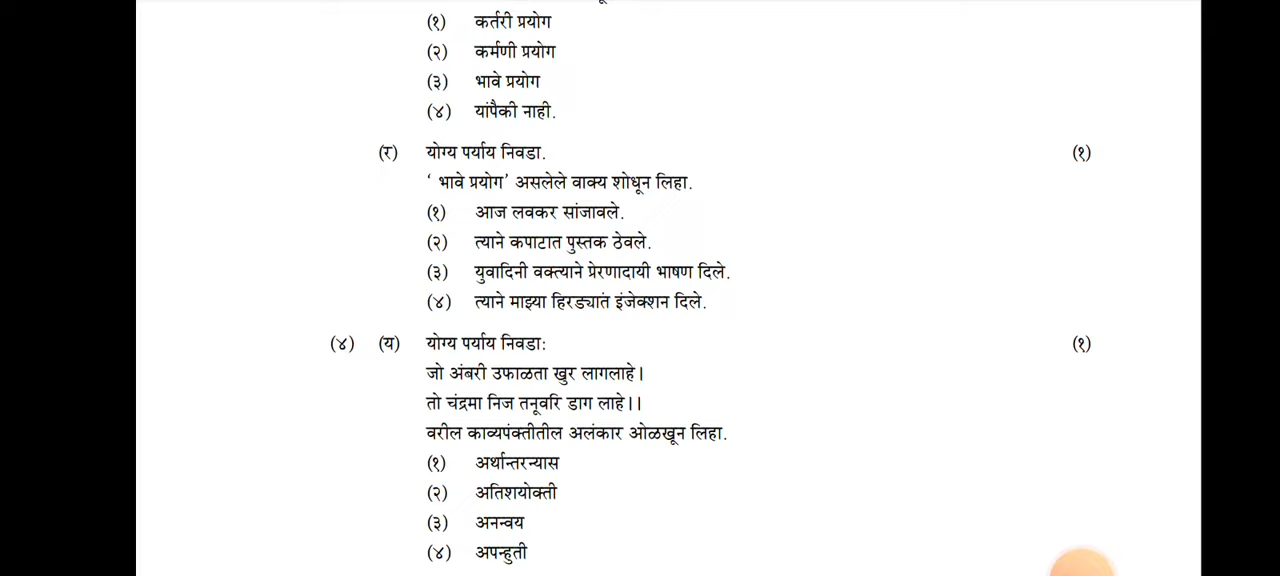 (१) कर्तरी प्रयोग
(२) कर्मणी प्रयोग
(३) भावे प्रयोग
(४) यांपैकी नाही.
(र) योग्य पर्याय निवडा. (१)
‘ भावे प्रयोग’ असलेले वाक्य शोधून लिहा.
(१) आज लवकर सांजावले.
(२) त्याने कपाटात पुस्तक ठेवले.
(३) युवादिनी वक्त्याने प्रेरणादायी भाषण दिले.
(४) त्याने माझ्या हिरड्यातं इंजेक्शन दिले.
(४) (य) योग्य पर्याय निवडा: (१)
जो अंबरी उफाळता खुर लागलाहे।
तो चंद्रमा निज तनूवरि डाग लाहे।।
वरील काव्यपंक्तीतील अलंकार ओळखून लिहा.
(१) अर्थान्तरन्यास
(२) अतिशयोक्ती
(३) अनन्वय
(४) अपन्हुती